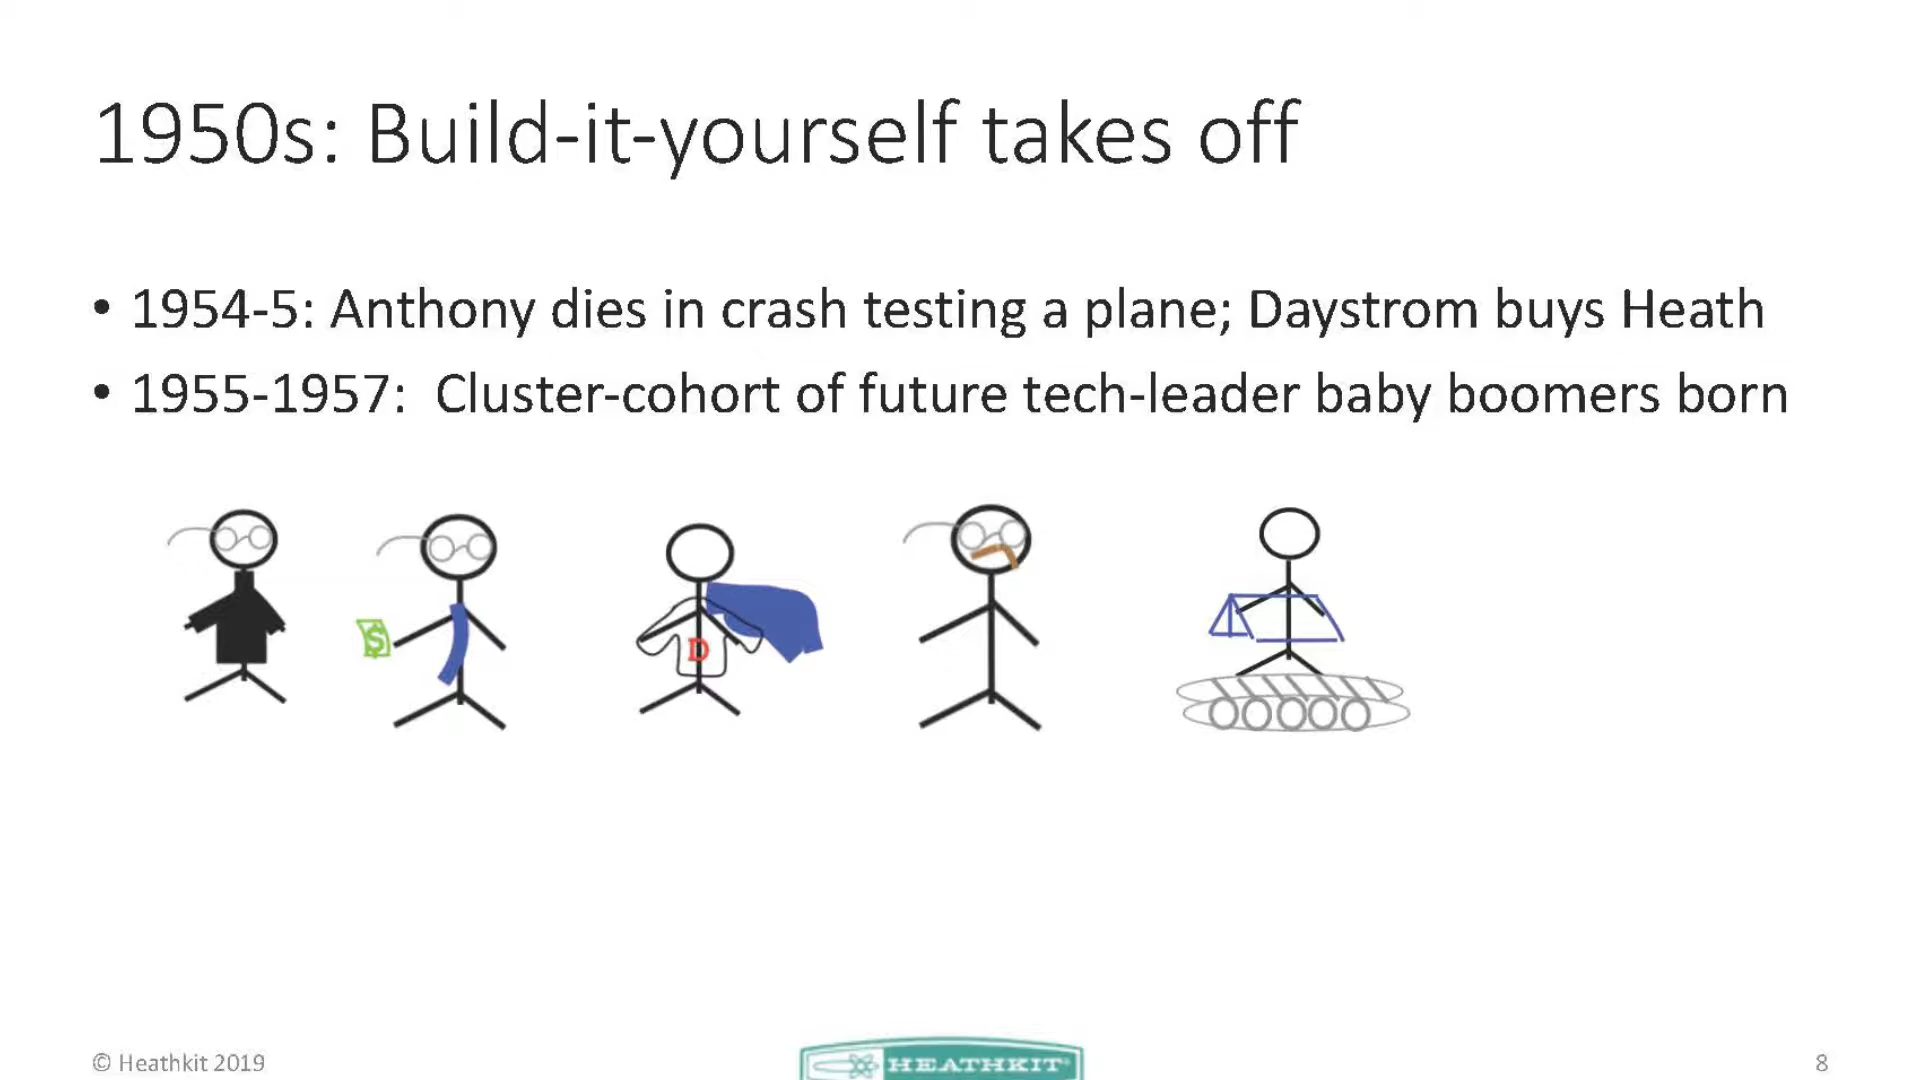 1950s: Build-it-yourself takes off
• 1954-5: Anthony dies in crash testing a plane; Daystrom buys Heath
• 1955-1957:  Cluster-cohort of future tech-leader baby boomers born
$
D
© Heathkit 2019
HEATHKIT®
8